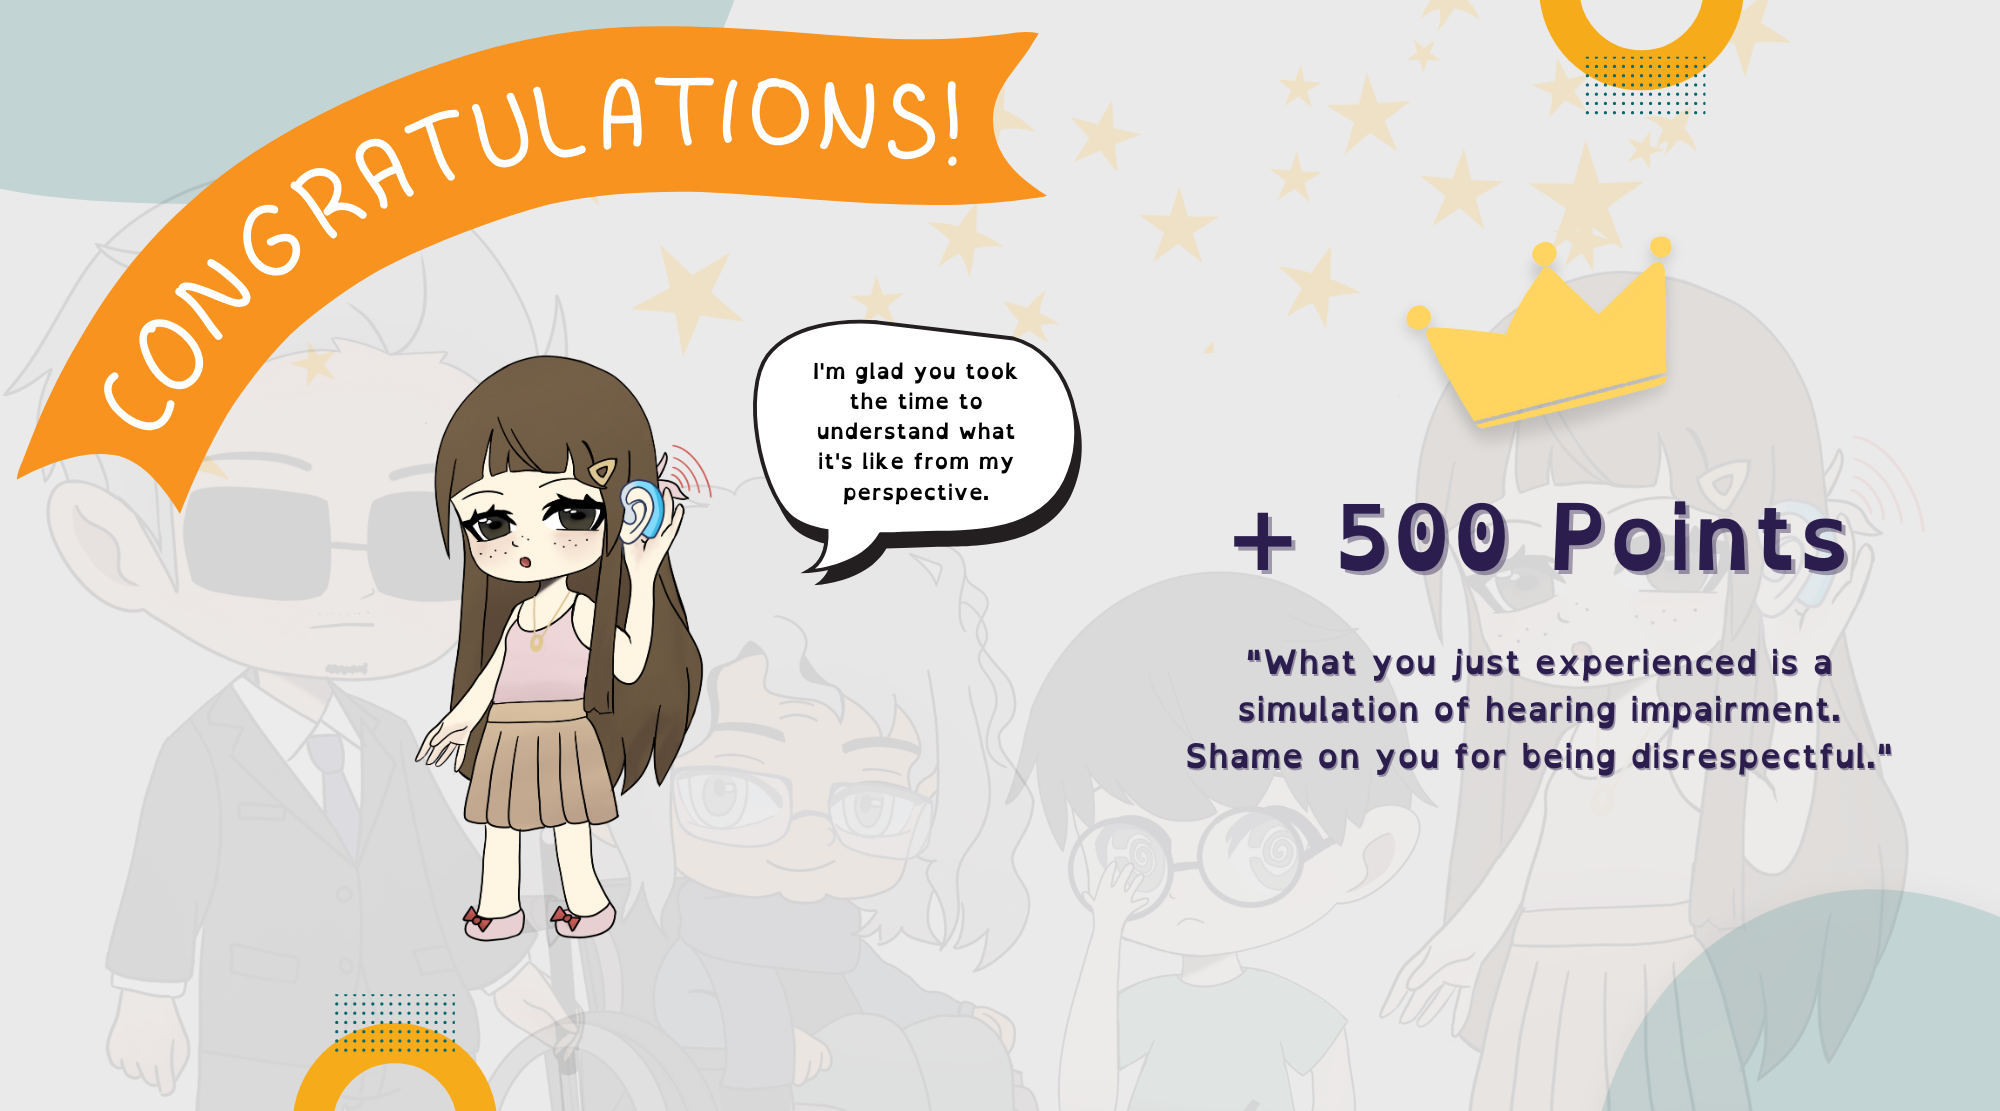 CONGRATULATIONS!
I'm glad you took
the time to
understand what
it's like from my
perspective.
+ 500 Points
"What you just experienced is a
simulation of hearing impairment.
Shame on you for being disrespectful."